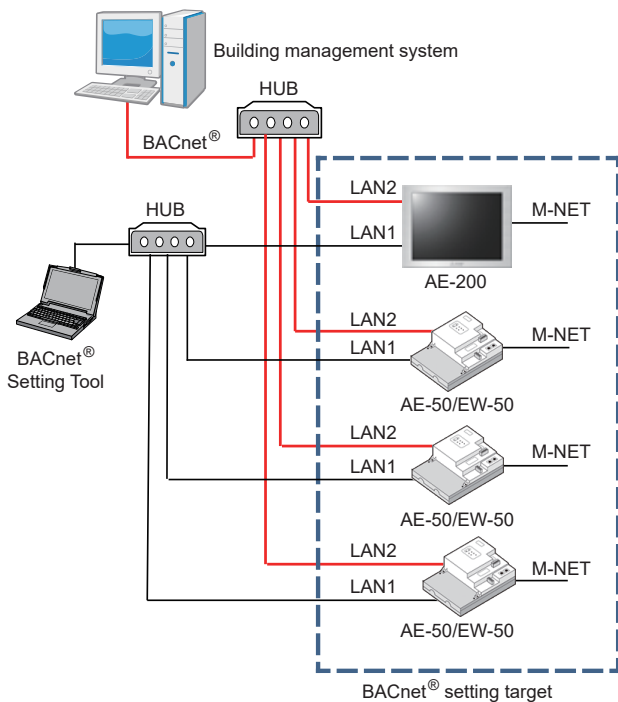 Building management system
HUB
BACnet®
LAN2
HUB
LAN1
M-NET
AE-200
BACnet®
Setting Tool
LAN2
LAN1
M-NET
AE-50/EW-50
LAN2
LAN1
M-NET
AE-50/EW-50
LAN2
LAN1
M-NET
AE-50/EW-50
BACnet® setting target